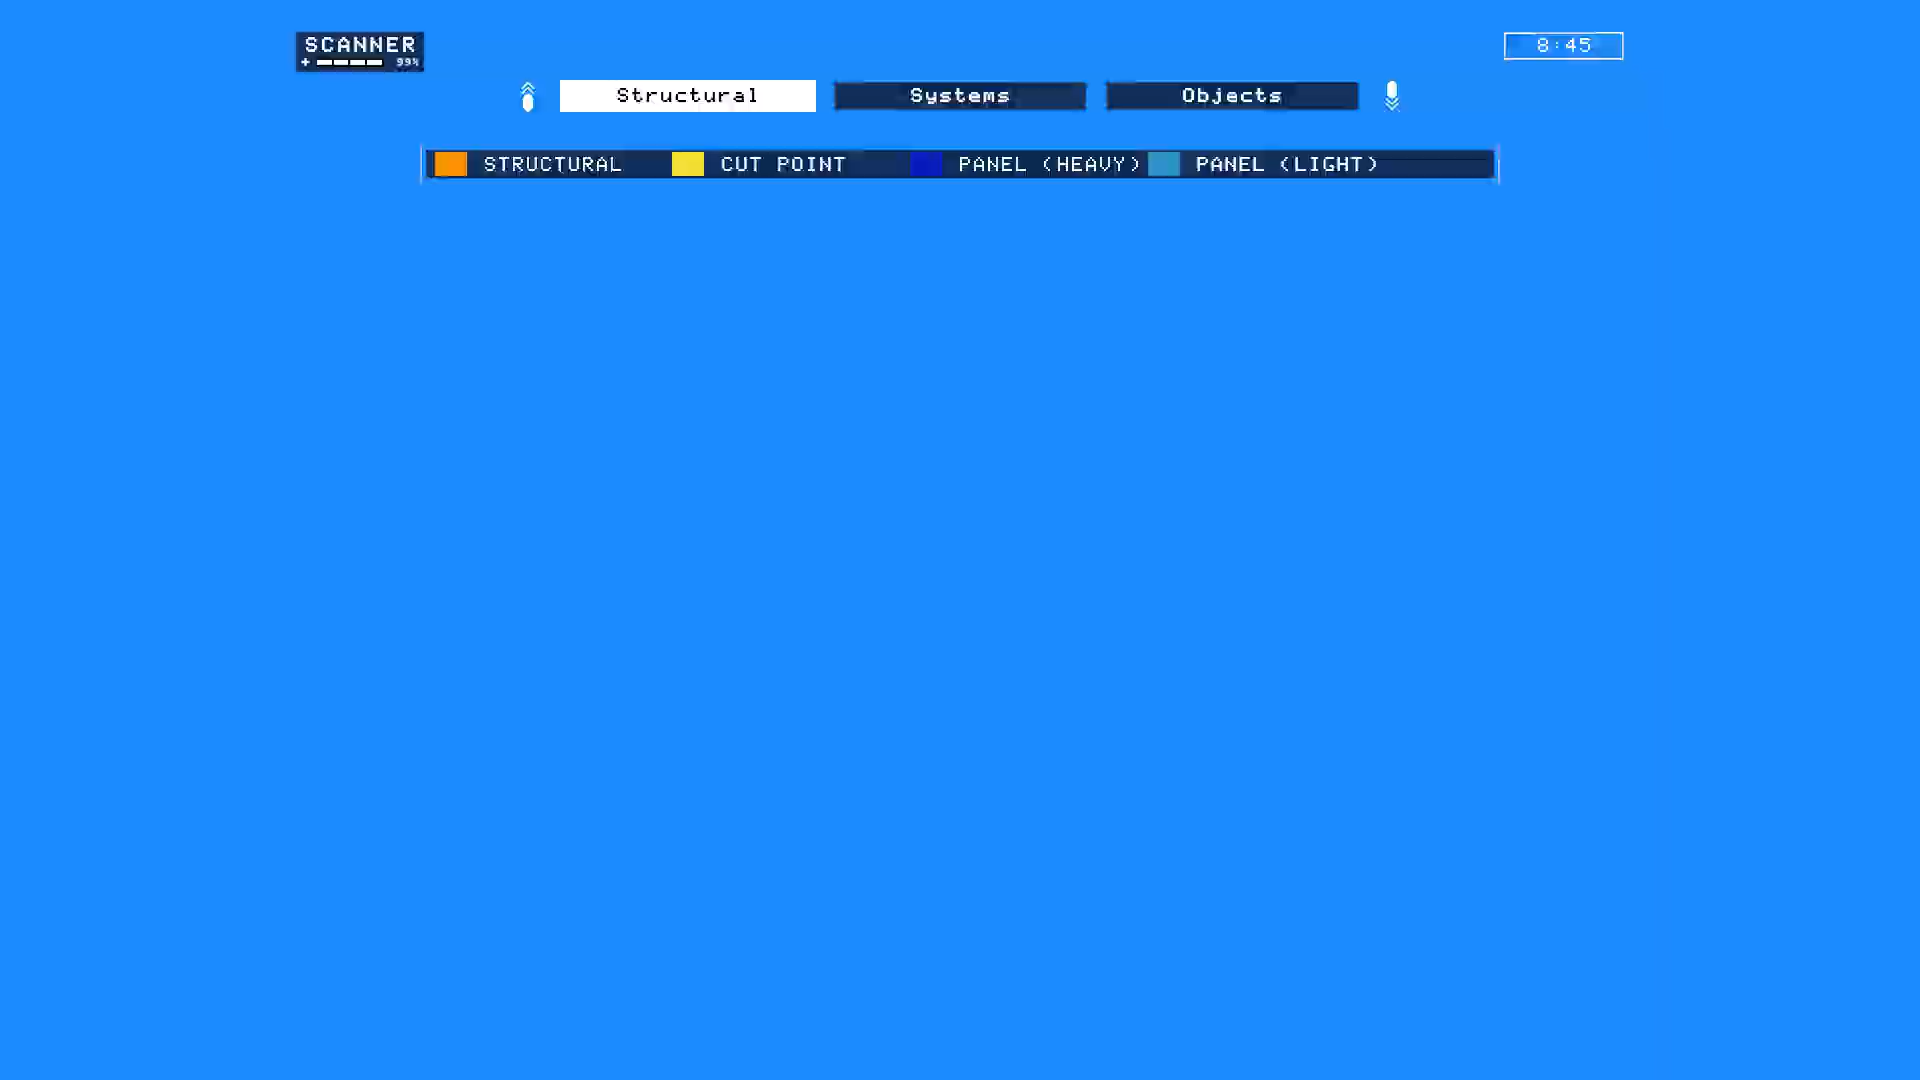 SCANNER
+ 99%
8:45
Structural Systems Objects
STRUCTURAL CUT POINT PANEL (HEAVY) PANEL (LIGHT)